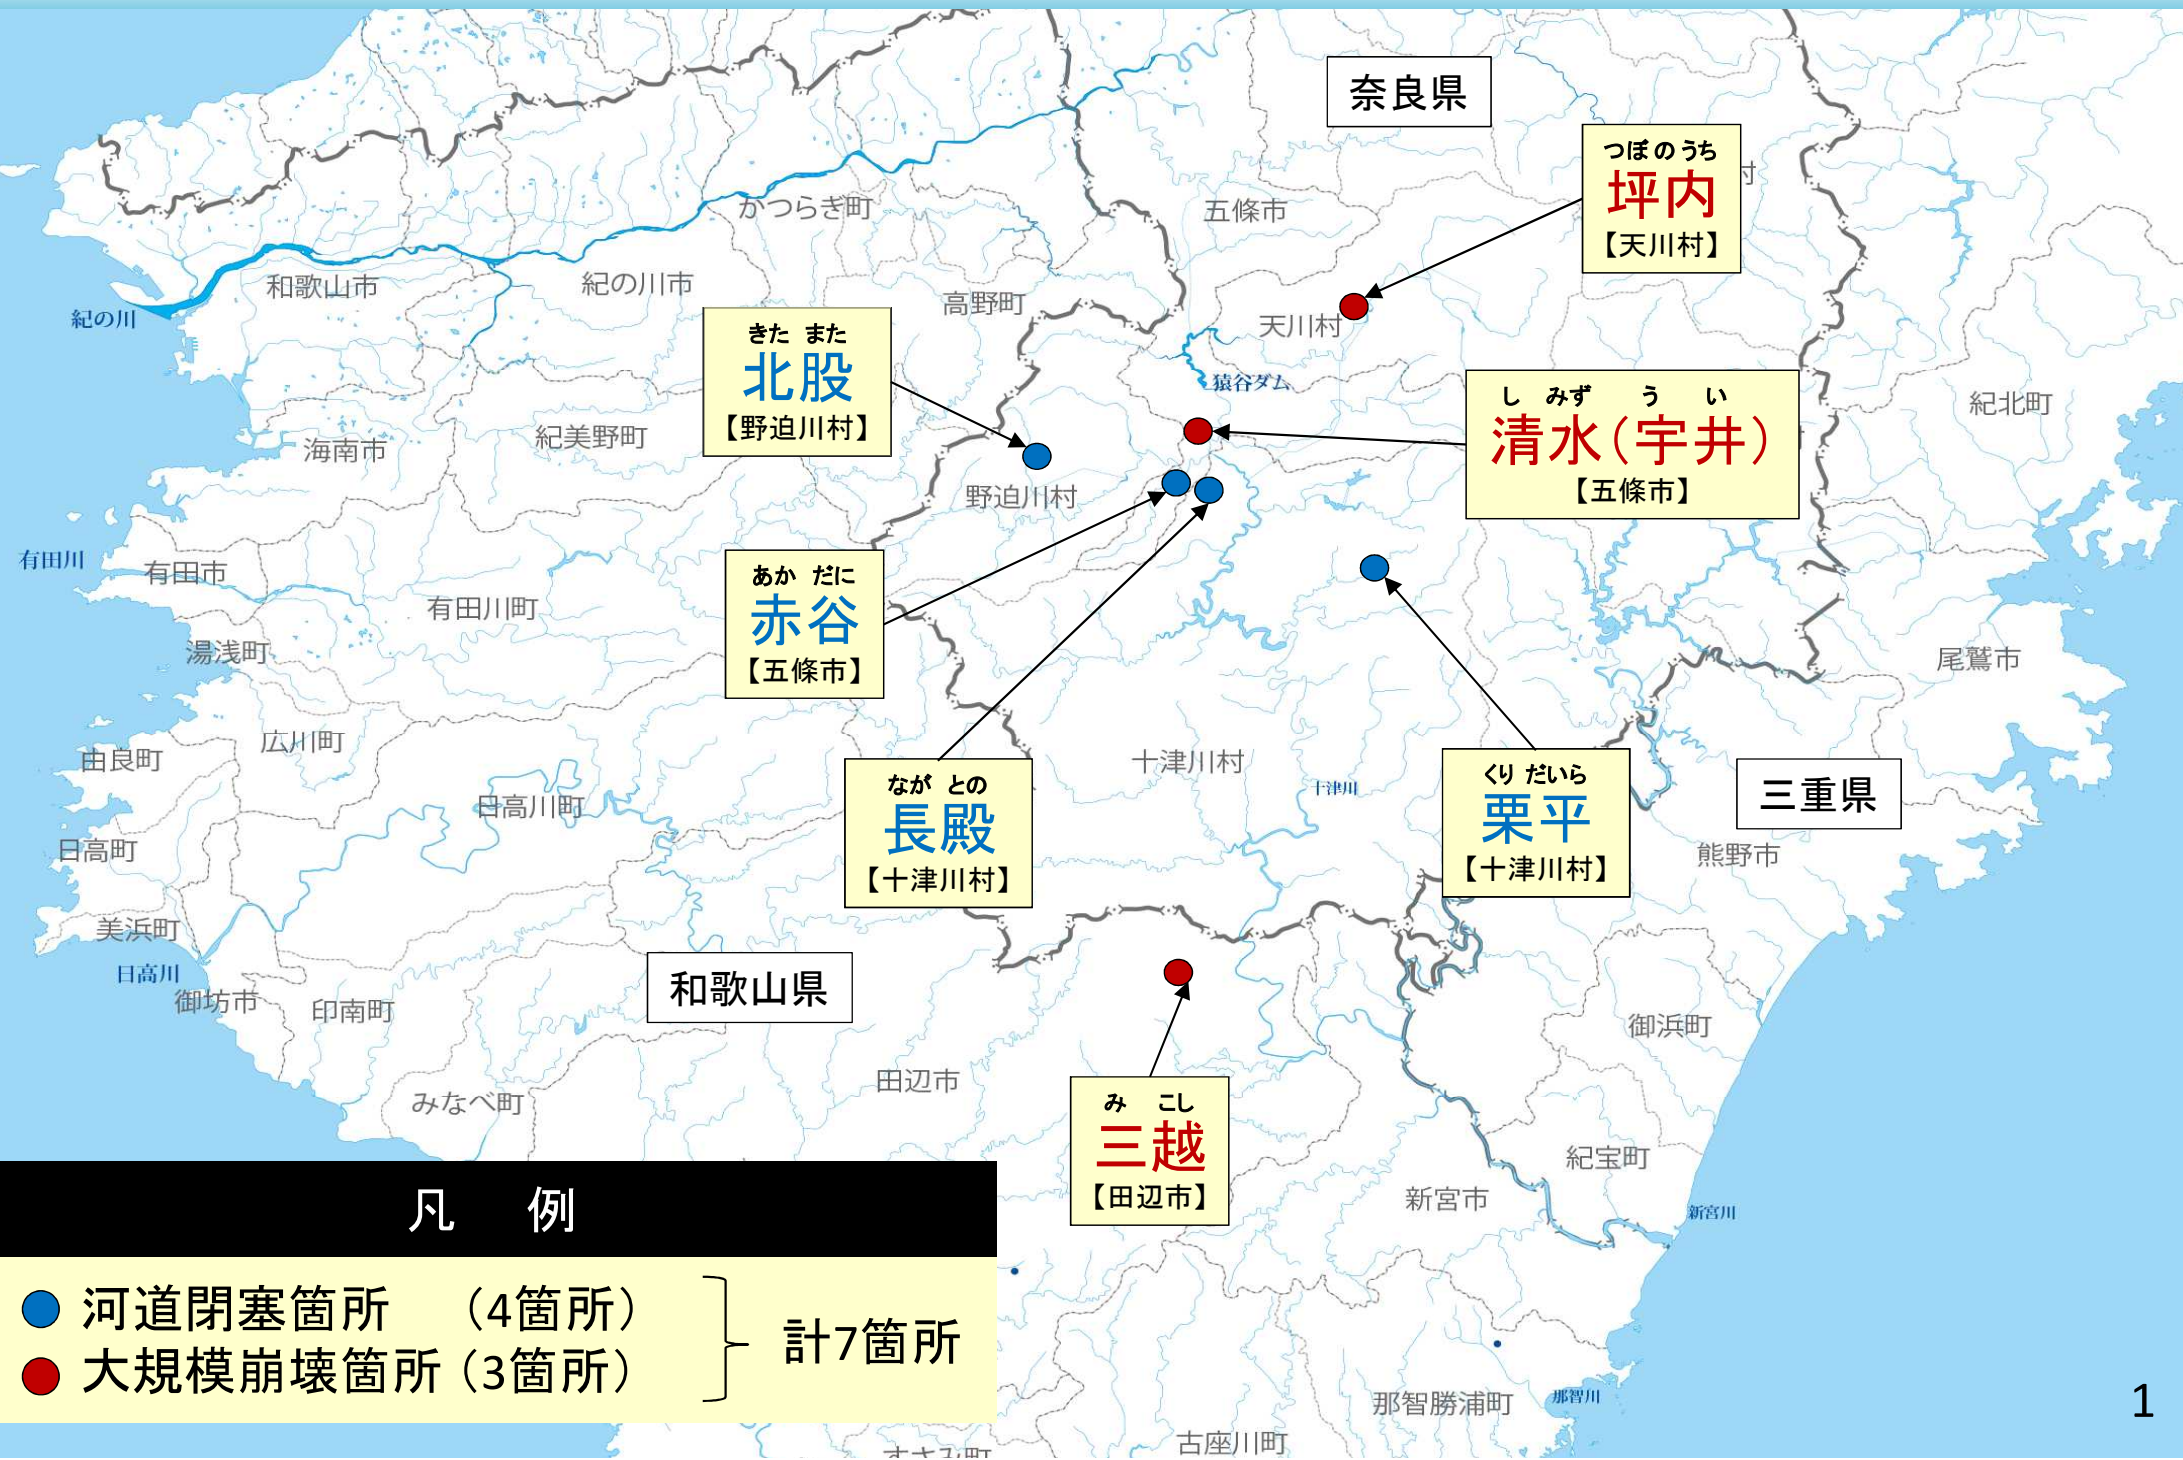 奈良県
つぼのうち
坪内
【天川村】
かつらぎ町
五條市
和歌山市
紀の川市
高野町
紀の川
天川村
きた また
北股
【野迫川村】
猿谷ダム
し みず う い
清水（宇井）
【五條市】
紀北町
海南市
紀美野町
野迫川村
有田川
有田市
あか だに
赤谷
【五條市】
有田川町
湯浅町
尾鷲市
広川町
由良町
十津川村
十津川
なが との
長殿
【十津川村】
くり だいら
栗平
【十津川村】
三重県
日高川町
日高町
熊野市
美浜町
日高川
御坊市
印南町
和歌山県
御浜町
田辺市
みなべ町
み こし
三越
【田辺市】
紀宝町
新宮市
新宮川
凡 例
河道閉塞箇所 （4箇所）
大規模崩壊箇所（3箇所）
計7箇所
那智勝浦町
那智川
古座川町
すさみ町
1